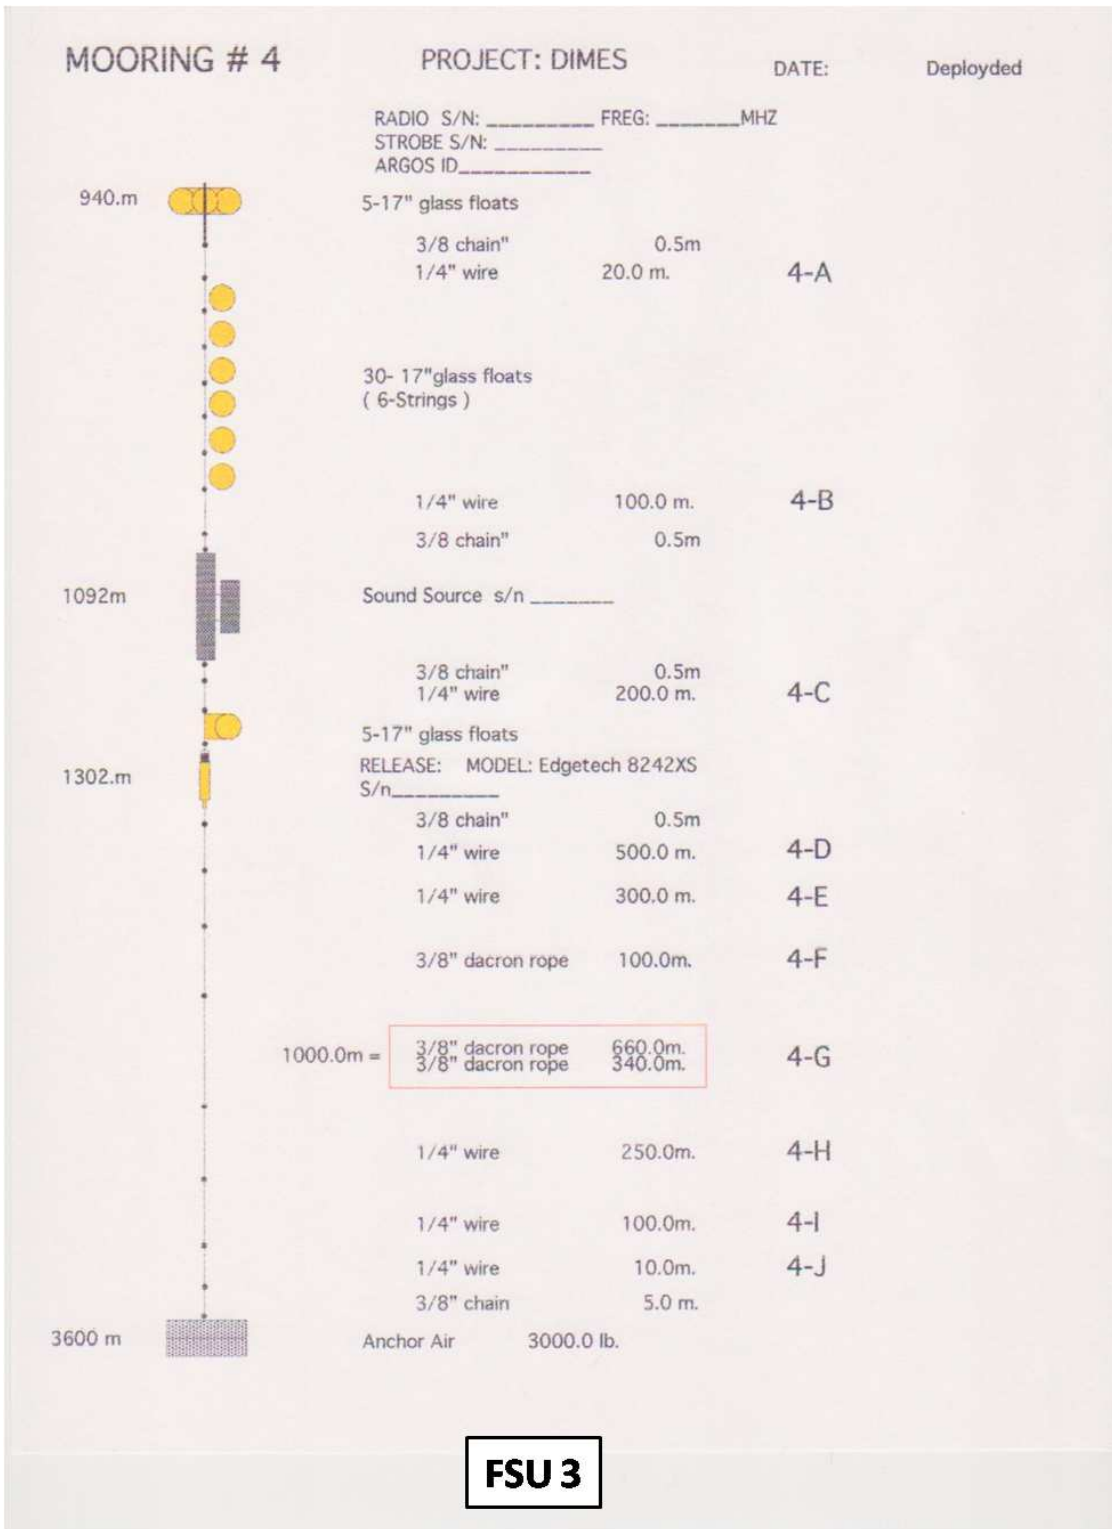 MOORING # 4 PROJECT: DIMES DATE: Deployded
RADIO S/N: __________ FREG: _______MHZ
STROBE S/N: _________
ARGOS ID___________
940.m 5-17" glass floats
3/8 chain" 0.5m
1/4" wire 20.0 m. 4-A
30- 17"glass floats
( 6-Strings )
1/4" wire 100.0 m. 4-B
3/8 chain" 0.5m
1092m Sound Source s/n _______
3/8 chain" 0.5m
1/4" wire 200.0 m. 4-C
5-17" glass floats
1302.m RELEASE: MODEL: Edgetech 8242XS
S/n_________
3/8 chain" 0.5m
1/4" wire 500.0 m. 4-D
1/4" wire 300.0 m. 4-E
3/8" dacron rope 100.0m. 4-F
1000.0m = 3/8" dacron rope 660.0m. 4-G
3/8" dacron rope 340.0m.
1/4" wire 250.0m. 4-H
1/4" wire 100.0m. 4-I
1/4" wire 10.0m. 4-J
3/8" chain 5.0 m.
3600 m Anchor Air 3000.0 lb.
FSU 3